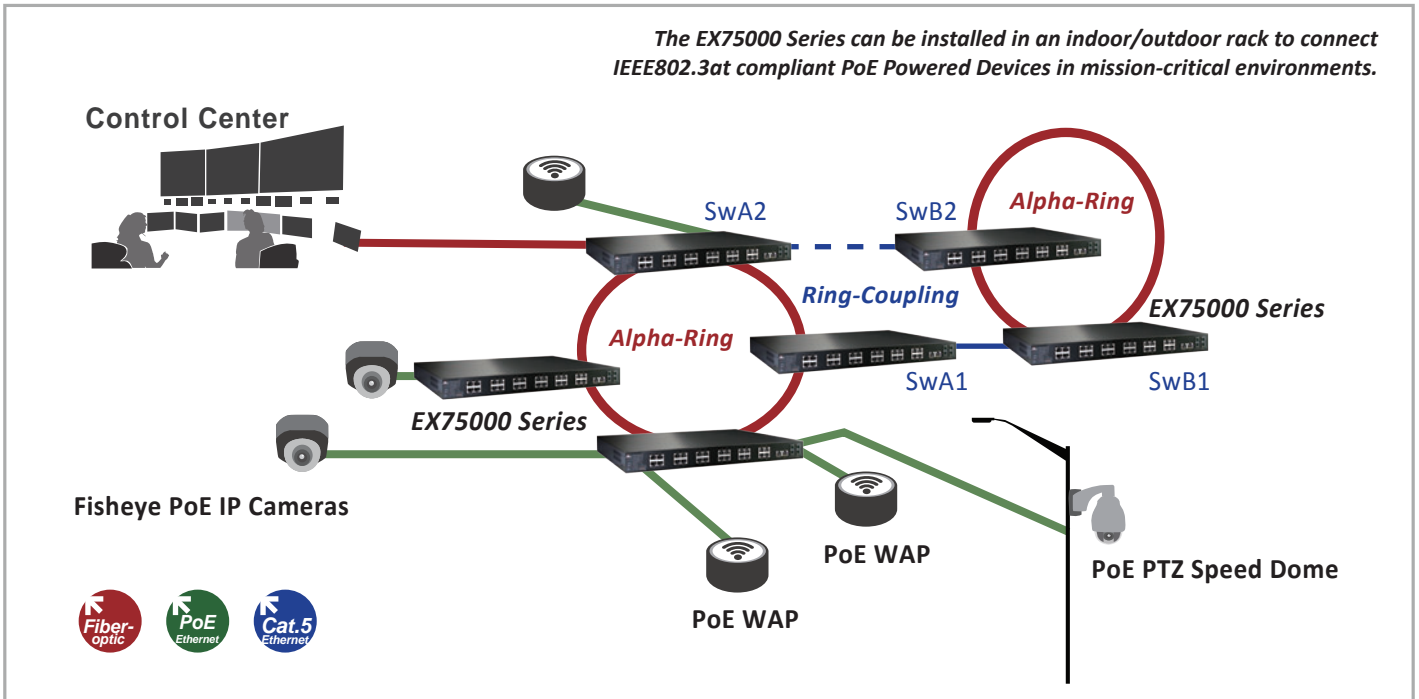 The EX75000 Series can be installed in an indoor/outdoor rack to connect
IEEE802.3at compliant PoE Powered Devices in mission-critical environments.
Control Center
SwA2
SwB2
Alpha-Ring
Ring-Coupling
EX75000 Series
Alpha-Ring
SwA1
SwB1
EX75000 Series
Fisheye PoE IP Cameras
PoE WAP
PoE PTZ Speed Dome
PoE WAP
Fiber-
optic
PoE
Ethernet
Cat.5
Ethernet